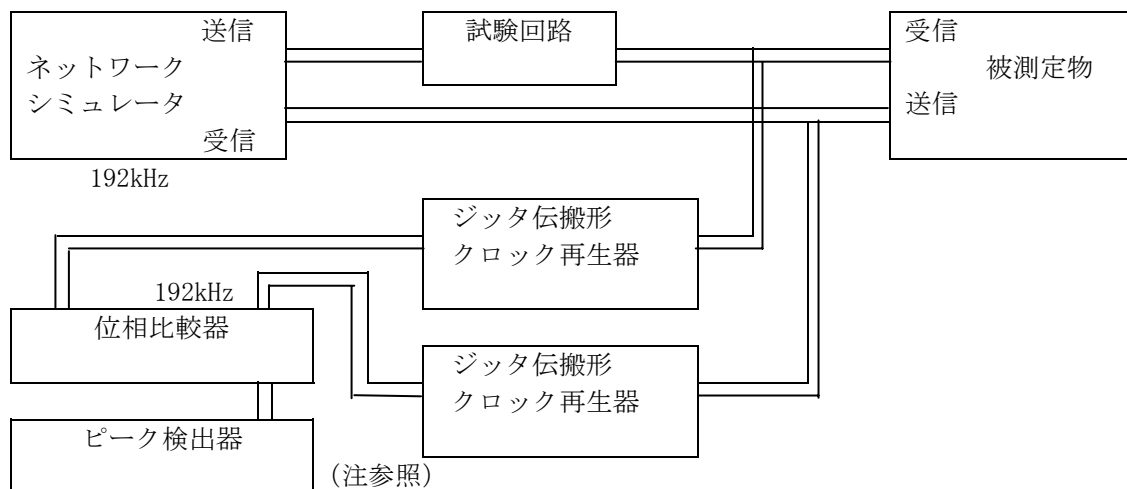 送信
試験回路
受信
ネットワーク
被測定物
シミュレータ
送信
受信
192kHz
ジッタ伝搬形
クロック再生器
192kHz
位相比較器
ジッタ伝搬形
クロック再生器
ピーク検出器
(注参照)